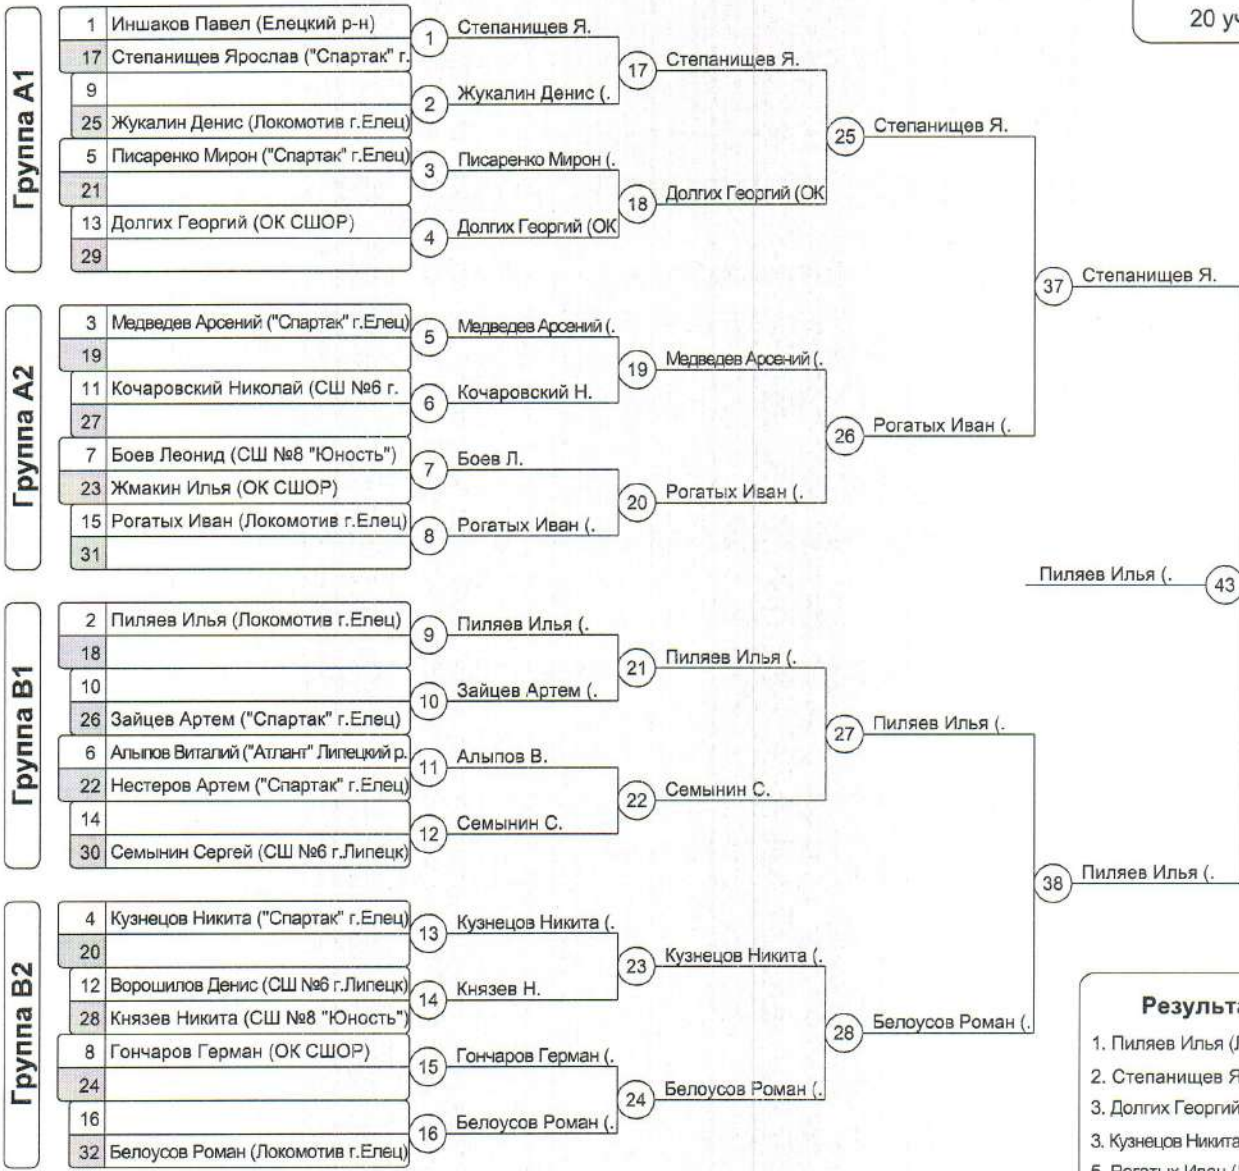 20 уч
Группа А1
1 Иншаков Павел (Елецкий р-н)
17 Степанищев Ярослав ("Спартак" г.
9
25 Жукалин Денис (Локомотив г.Елец)
5 Писаренко Мирон ("Спартак" г.Елец)
21
13 Долгих Георгий (ОК СШОР)
29
1 Степанищев Я.
2 Жукалин Денис (.
3 Писаренко Мирон (.
4 Долгих Георгий (ОК
17 Степанищев Я.
18 Долгих Георгий (ОК
25 Степанищев Я.
Группа А2
3 Медведев Арсений ("Спартак" г.Елец)
19
11 Кочаровский Николай (СШ №6 г.
27
7 Боев Леонид (СШ №8 "Юность")
23 Жмакин Илья (ОК СШОР)
15 Рогатых Иван (Локомотив г.Елец)
31
5 Медведев Арсений (.
6 Кочаровский Н.
7 Боев Л.
8 Рогатых Иван (.
19 Медведев Арсений (.
20 Рогатых Иван (.
26 Рогатых Иван (.
37 Степанищев Я.
Пиляев Илья (. 43
Группа В1
2 Пиляев Илья (Локомотив г.Елец)
18
10
26 Зайцев Артем ("Спартак" г.Елец)
6 Алыпов Виталий ("Атлант" Липецкий р.
22 Нестеров Артем ("Спартак" г.Елец)
14
30 Семынин Сергей (СШ №6 г.Липецк)
9 Пиляев Илья (.
10 Зайцев Артем (.
11 Алыпов В.
12 Семынин С.
21 Пиляев Илья (.
22 Семынин С.
27 Пиляев Илья (.
Группа В2
4 Кузнецов Никита ("Спартак" г.Елец)
20
12 Ворошилов Денис (СШ №6 г.Липецк)
28 Князев Никита (СШ №8 "Юность")
8 Гончаров Герман (ОК СШОР)
24
16
32 Белоусов Роман (Локомотив г.Елец)
13 Кузнецов Никита (.
14 Князев Н.
15 Гончаров Герман (.
16 Белоусов Роман (.
23 Кузнецов Никита (.
24 Белоусов Роман (.
28 Белоусов Роман (.
38 Пиляев Илья (.
Результа
1. Пиляев Илья (Л
2. Степанищев Я
3. Долгих Георгий
3. Кузнецов Никита
5. Рогатых Иван (